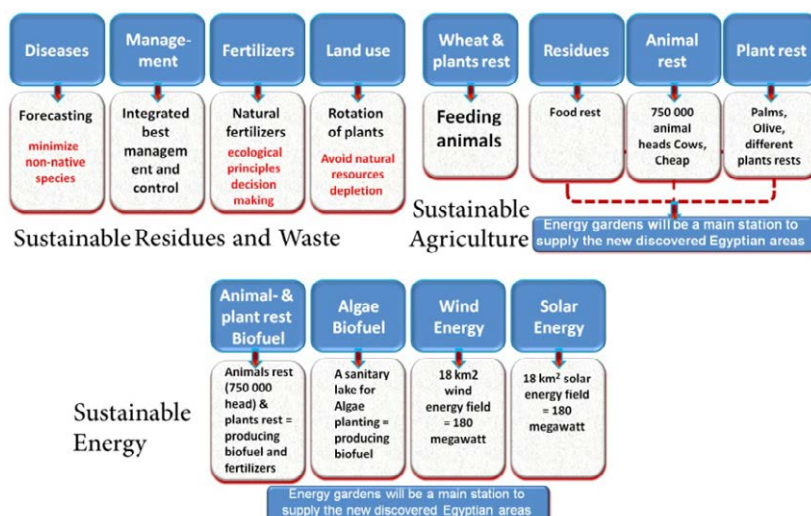 Diseases
Manage-
ment
Fertilizers
Land use
Forecasting
minimize
non-native
species
Integrated
best
managem
ent and
control
Natural
fertilizers
ecological
principles
decision
making
Rotation
of plants
Avoid natural
resources
depletion
Sustainable Residues and Waste
Wheat &
plants rest
Residues
Animal
rest
Plant rest
Feeding
animals
Food rest
750 000
animal
heads Cows,
Cheap
Palms,
Olive,
different
plants rests
Sustainable
Agriculture
Energy gardens will be a main station to
supply the new discovered Egyptian areas
Animal- &
plant rest
Biofuel
Algae
Biofuel
Wind
Energy
Solar
Energy
Sustainable
Energy
Animals rest
(750 000
head) &
plants rest =
producing
biofuel and
fertilizers
A sanitary
lake for
Algae
planting =
producing
biofuel
18 km2
wind
energy field
= 180
megawatt
18 km² solar
energy field
= 180
megawatt
Energy gardens will be a main station to
supply the new discovered Egyptian areas